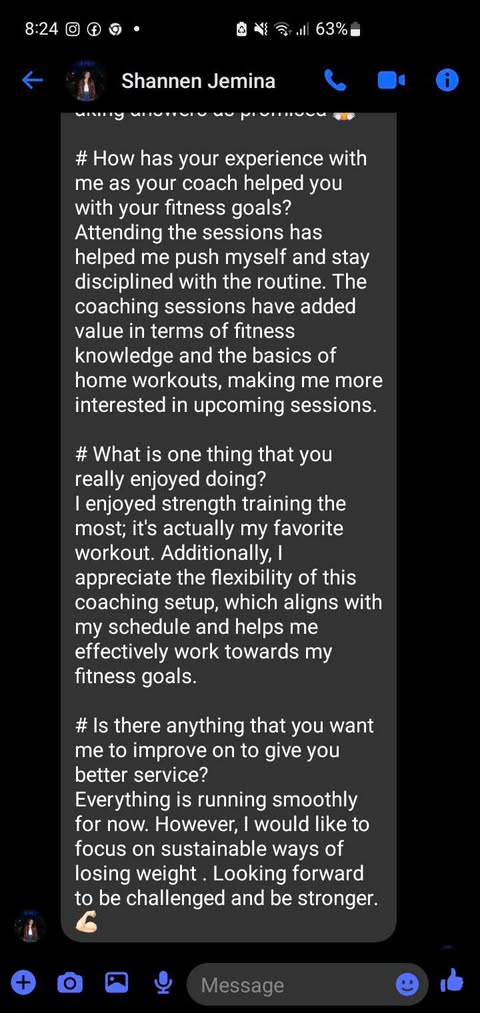 8:24
63%
Shannen Jemina
# How has your experience with
me as your coach helped you
with your fitness goals?
Attending the sessions has
helped me push myself and stay
disciplined with the routine. The
coaching sessions have added
value in terms of fitness
knowledge and the basics of
home workouts, making me more
interested in upcoming sessions.
# What is one thing that you
really enjoyed doing?
I enjoyed strength training the
most; it's actually my favorite
workout. Additionally, I
appreciate the flexibility of this
coaching setup, which aligns with
my schedule and helps me
effectively work towards my
fitness goals.
# Is there anything that you want
me to improve on to give you
better service?
Everything is running smoothly
for now. However, I would like to
focus on sustainable ways of
losing weight . Looking forward
to be challenged and be stronger.
💪🏻
Message